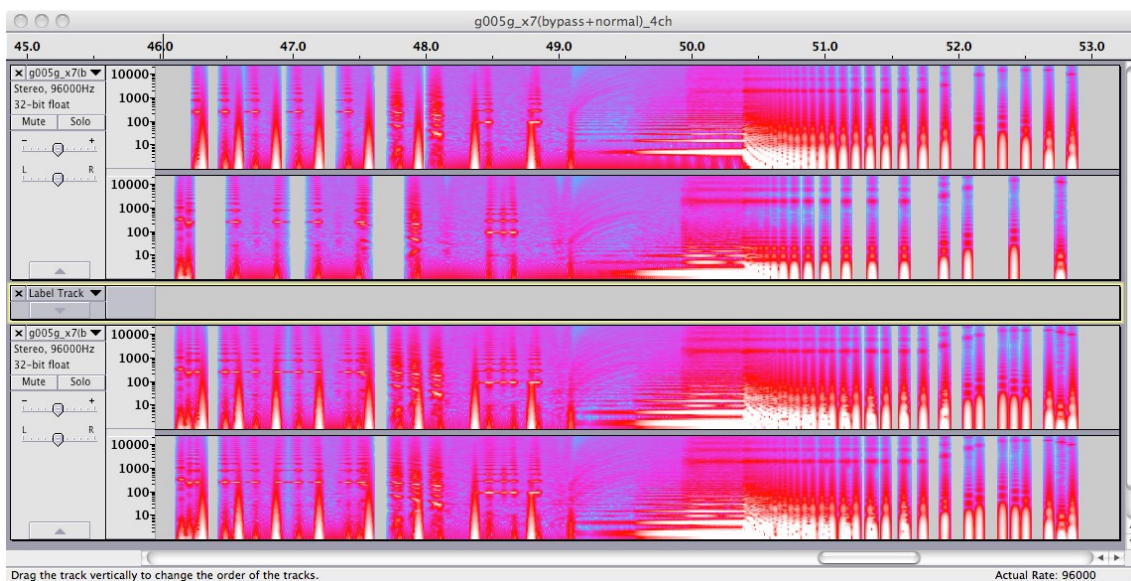 g005g_x7(bypass+normal)_4ch
45.0 46.0 47.0 48.0 49.0 50.0 51.0 52.0 53.0
× g005g_x7(b ▼
Stereo, 96000Hz
32-bit float
Mute Solo
- +
L R
10000-
1000-
100-
10-
10000-
1000-
100-
10-
× Label Track ▼
× g005g_x7(b ▼
Stereo, 96000Hz
32-bit float
Mute Solo
- +
L R
10000-
1000-
100-
10-
10000-
1000-
100-
10-
Drag the track vertically to change the order of the tracks. Actual Rate: 96000